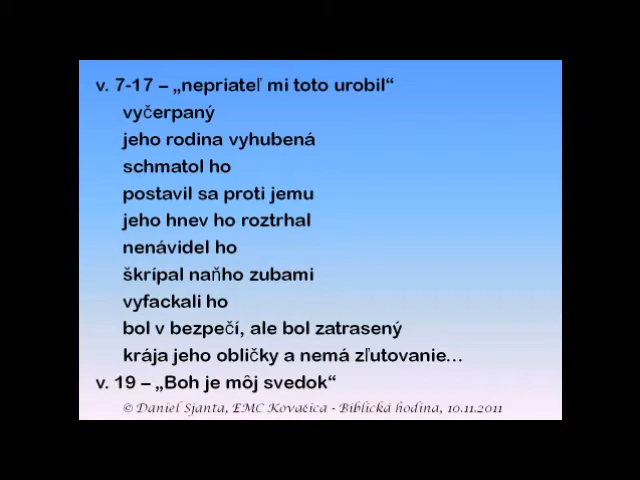 v. 7-17 – „nepriateľ mi toto urobil“
vyčerpaný
jeho rodina vyhubená
schmatol ho
postavil sa proti jemu
jeho hnev ho roztrhal
nenávidel ho
škrípal naňho zubami
vyfackali ho
bol v bezpečí, ale bol zatrasený
krája jeho obličky a nemá zľutovanie...
v. 19 – „Boh je môj svedok“
© Daniel Sjanta, EMC Kovačica - Biblická hodina, 10.11.2011